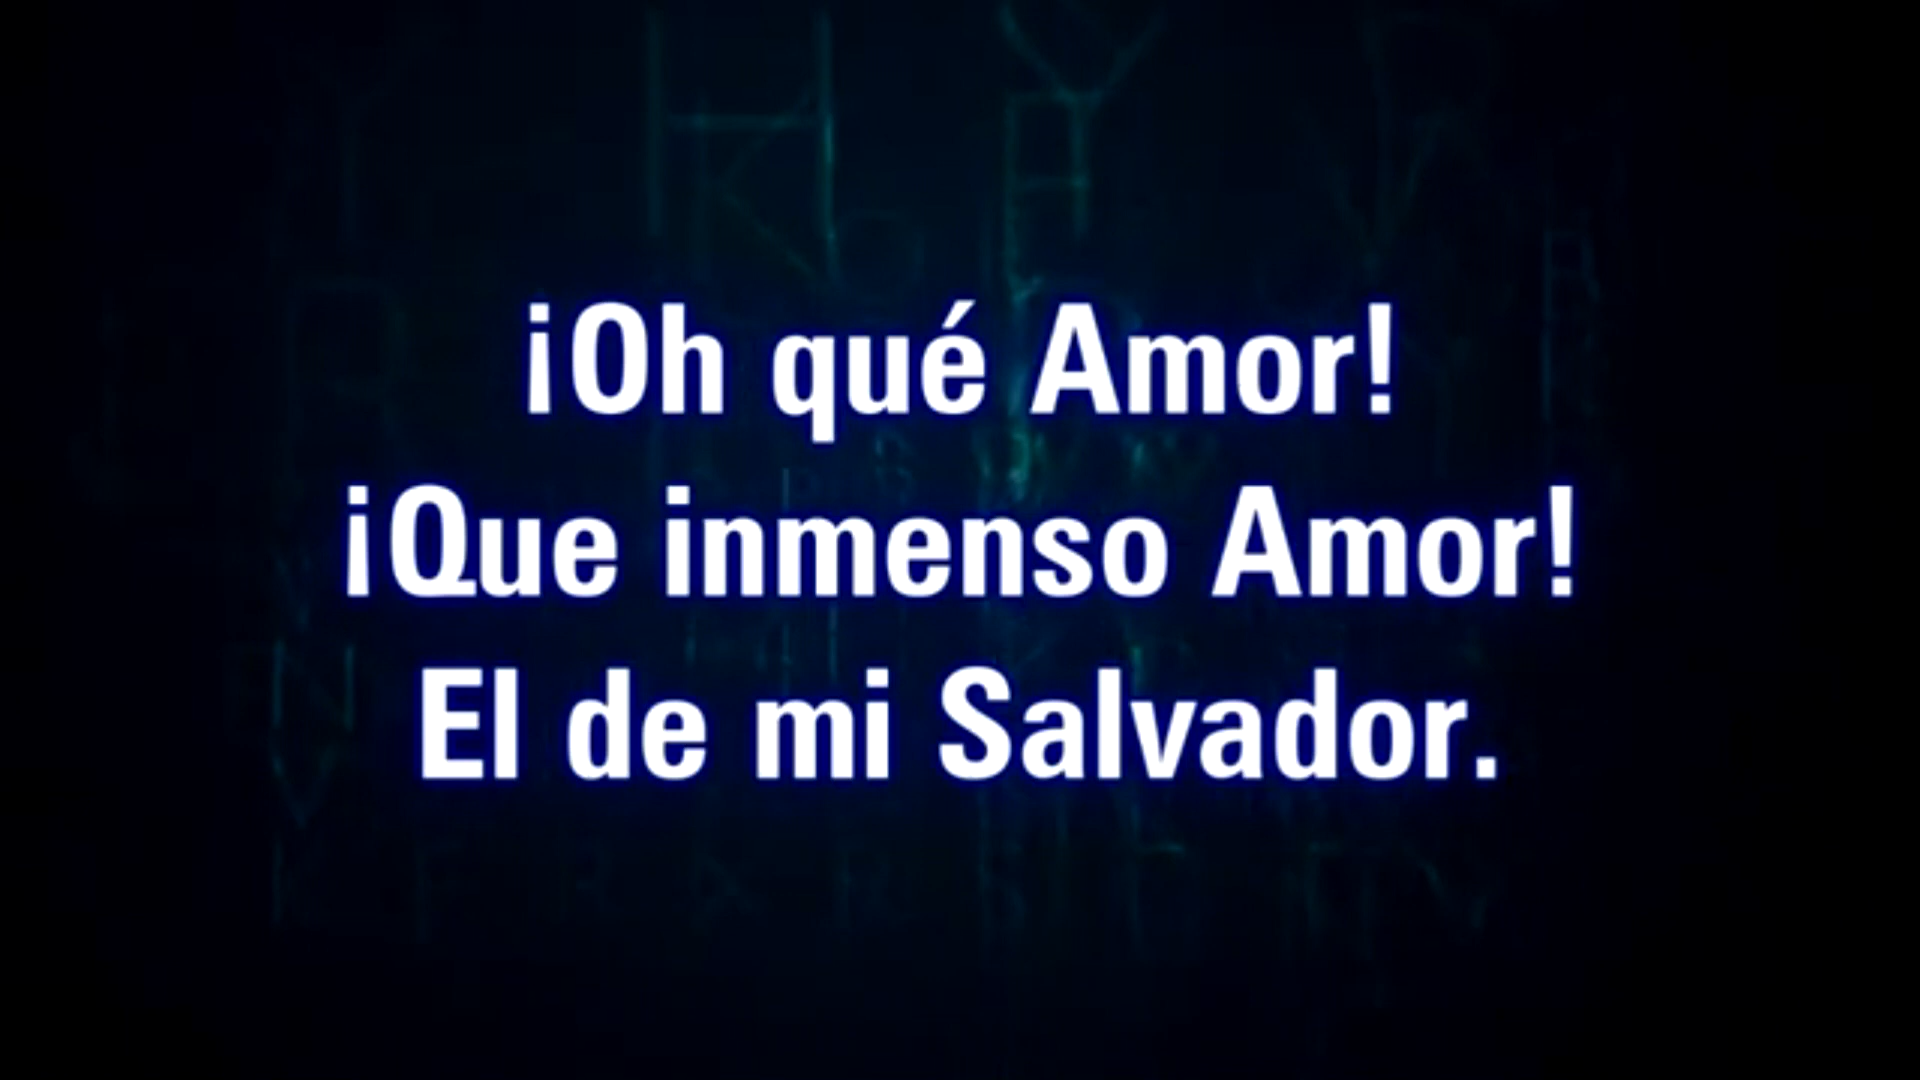 ¡Oh qué Amor!
¡Que inmenso Amor!
El de mi Salvador.